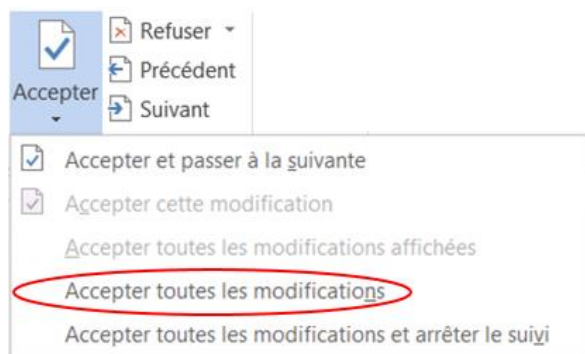 Refuser
Précédent
Accepter
Suivant
Accepter et passer à la suivante
Accepter cette modification
Accepter toutes les modifications affichées
Accepter toutes les modifications
Accepter toutes les modifications et arrêter le suivi